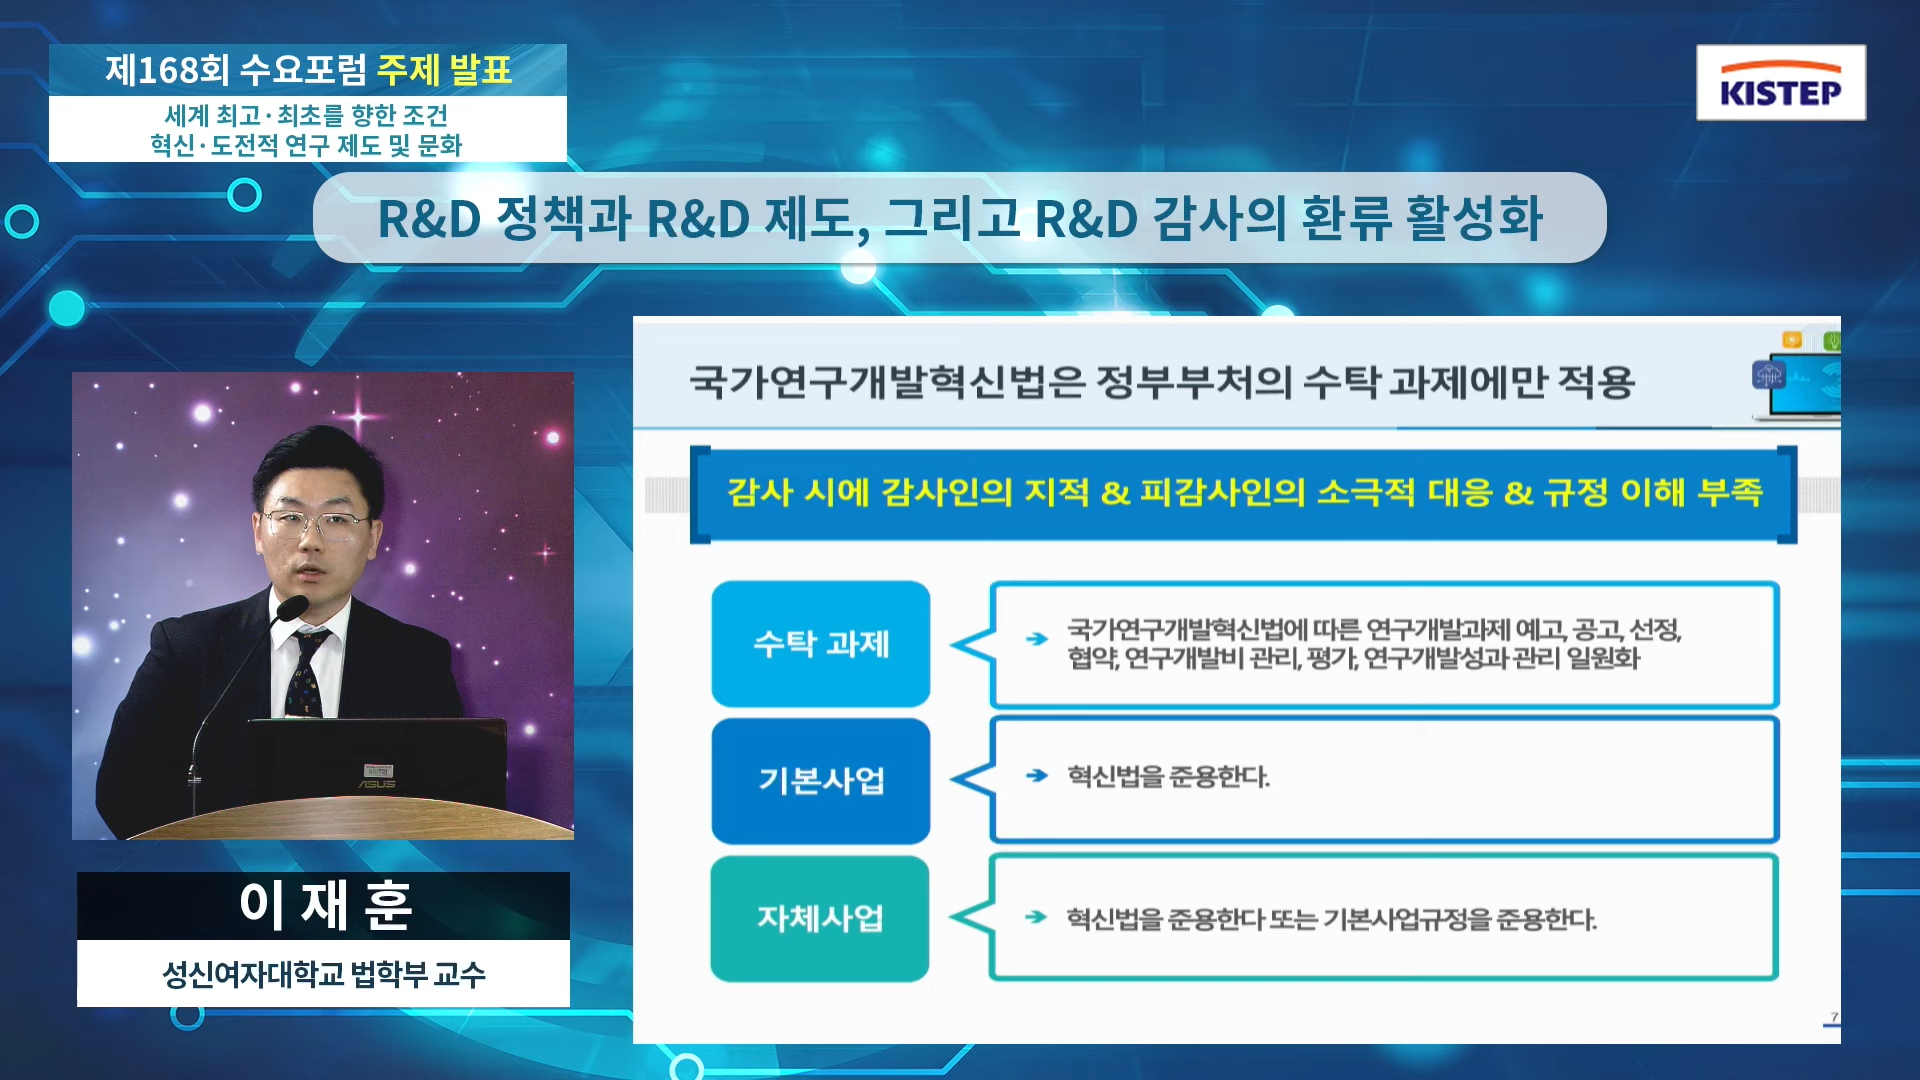 제168회 수요포럼 주제 발표
세계 최고·최초를 향한 조건
혁신·도전적 연구 제도 및 문화
KISTEP
R&D 정책과 R&D 제도, 그리고 R&D 감사의 환류 활성화
국가연구개발혁신법은 정부부처의 수탁 과제에만 적용
감사 시에 감사인의 지적 & 피감사인의 소극적 대응 & 규정 이해 부족
수탁 과제
국가연구개발혁신법에 따른 연구개발과제 예고, 공고, 선정,
협약, 연구개발비 관리, 평가, 연구개발성과 관리 일원화
기본사업
혁신법을 준용한다.
자체사업
혁신법을 준용한다 또는 기본사업규정을 준용한다.
7
ASUS
이재훈
성신여자대학교 법학부 교수